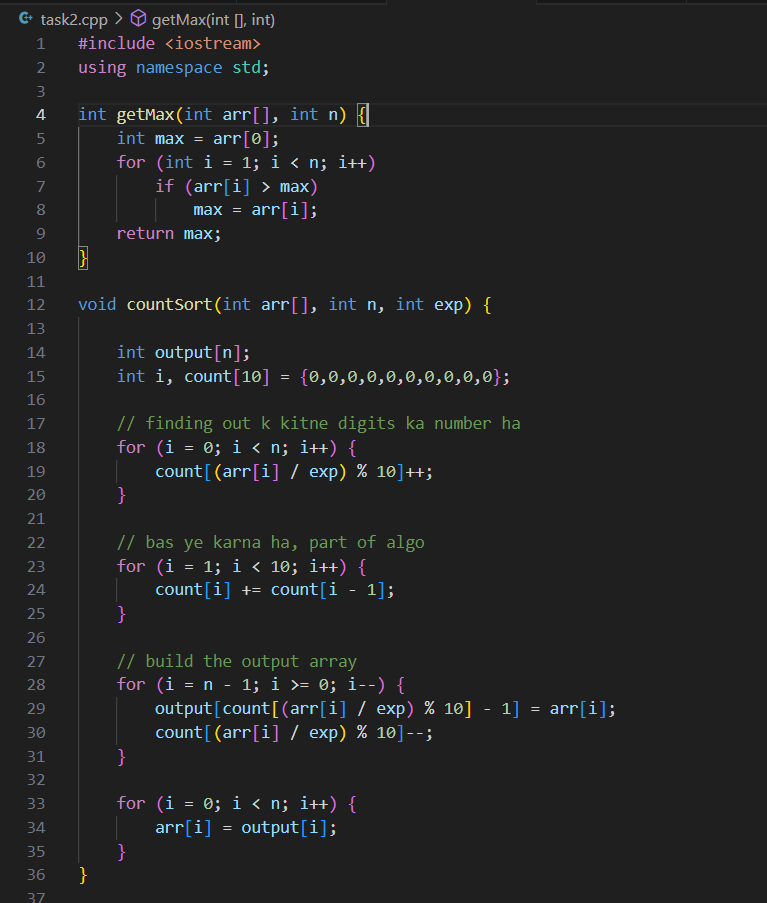 task2.cpp > getMax(int [], int)
1 #include <iostream>
2 using namespace std;
3
4 int getMax(int arr[], int n) {
5     int max = arr[0];
6     for (int i = 1; i < n; i++)
7         if (arr[i] > max)
8             max = arr[i];
9     return max;
10 }
11
12 void countSort(int arr[], int n, int exp) {
13
14     int output[n];
15     int i, count[10] = {0,0,0,0,0,0,0,0,0,0};
16
17     // finding out k kitne digits ka number ha
18     for (i = 0; i < n; i++) {
19         count[(arr[i] / exp) % 10]++;
20     }
21
22     // bas ye karna ha, part of algo
23     for (i = 1; i < 10; i++) {
24         count[i] += count[i - 1];
25     }
26
27     // build the output array
28     for (i = n - 1; i >= 0; i--) {
29         output[count[(arr[i] / exp) % 10] - 1] = arr[i];
30         count[(arr[i] / exp) % 10]--;
31     }
32
33     for (i = 0; i < n; i++) {
34         arr[i] = output[i];
35     }
36 }
37